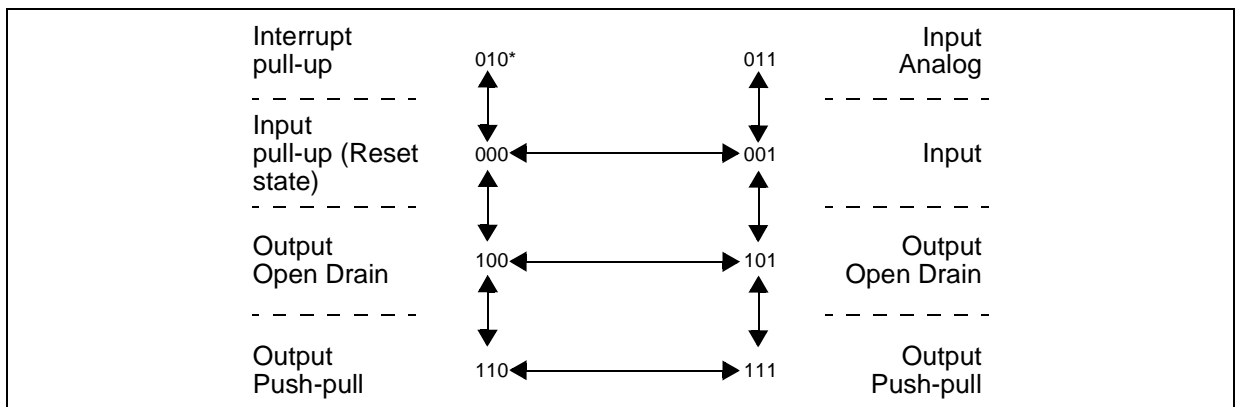 Interrupt
pull-up
010*
011
Input
Analog
Input
pull-up (Reset
state)
000
001
Input
Output
Open Drain
100
101
Output
Open Drain
Output
Push-pull
110
111
Output
Push-pull